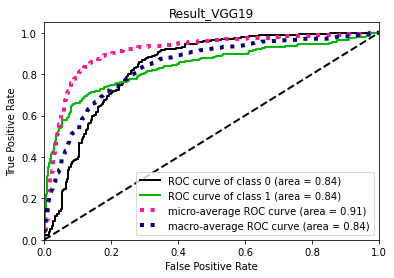 Result_VGG19
1.0
0.8
0.6
0.4
0.2
0.0
True Positive Rate
ROC curve of class 0 (area = 0.84)
ROC curve of class 1 (area = 0.84)
micro-average ROC curve (area = 0.91)
macro-average ROC curve (area = 0.84)
0.0 0.2 0.4 0.6 0.8 1.0
False Positive Rate